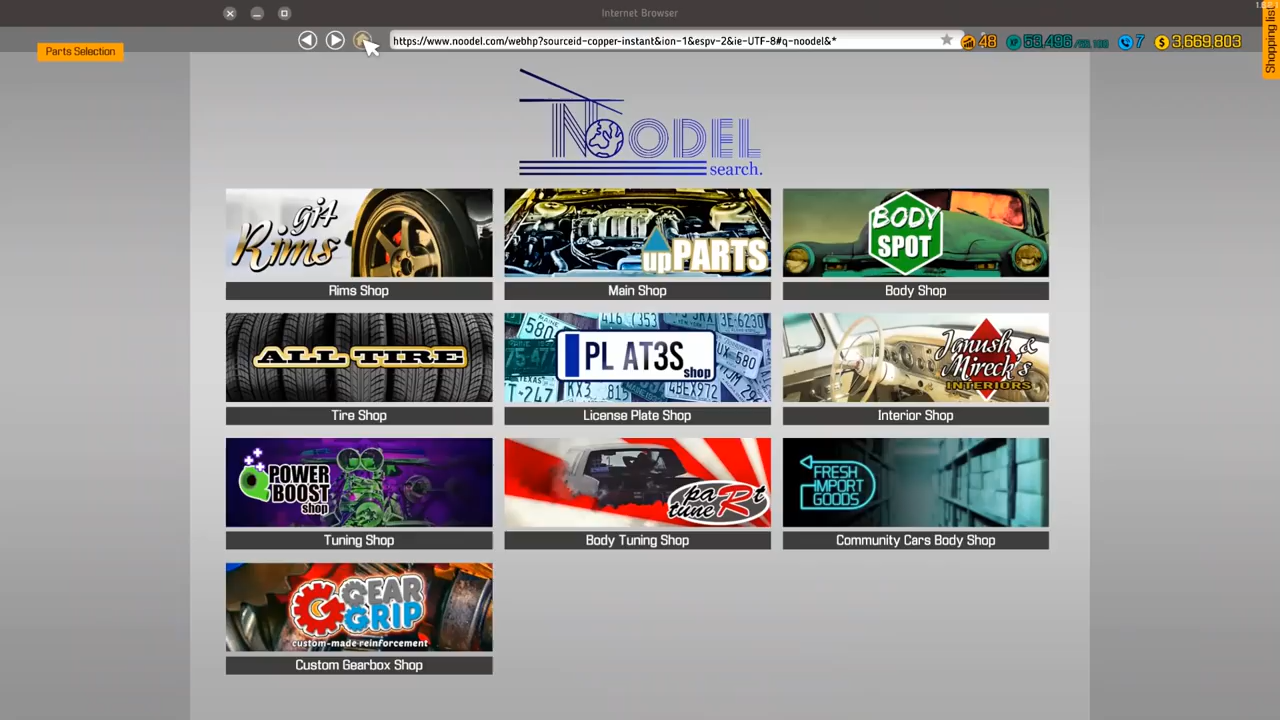 Internet Browser
Parts Selection
https://www.noodel.com/webhp?sourceid-copper-instant&ion-1&espv-2&ie-UTF-8#q-noodel&*
48
XP
7
$ 3,669,803
Shopping list
NOODEL
search.
gj4
Rims
Rims Shop
upPARTS
Main Shop
BODY
SPOT
Body Shop
ALL TIRE
Tire Shop
PL AT3S
shop
License Plate Shop
Janush &
Mireck's
INTERIORS
Interior Shop
POWER
BOOST
shop
Tuning Shop
paRt
tune
Body Tuning Shop
FRESH
IMPORT
GOODS
Community Cars Body Shop
GEAR
GRIP
custom-made reinforcement
Custom Gearbox Shop